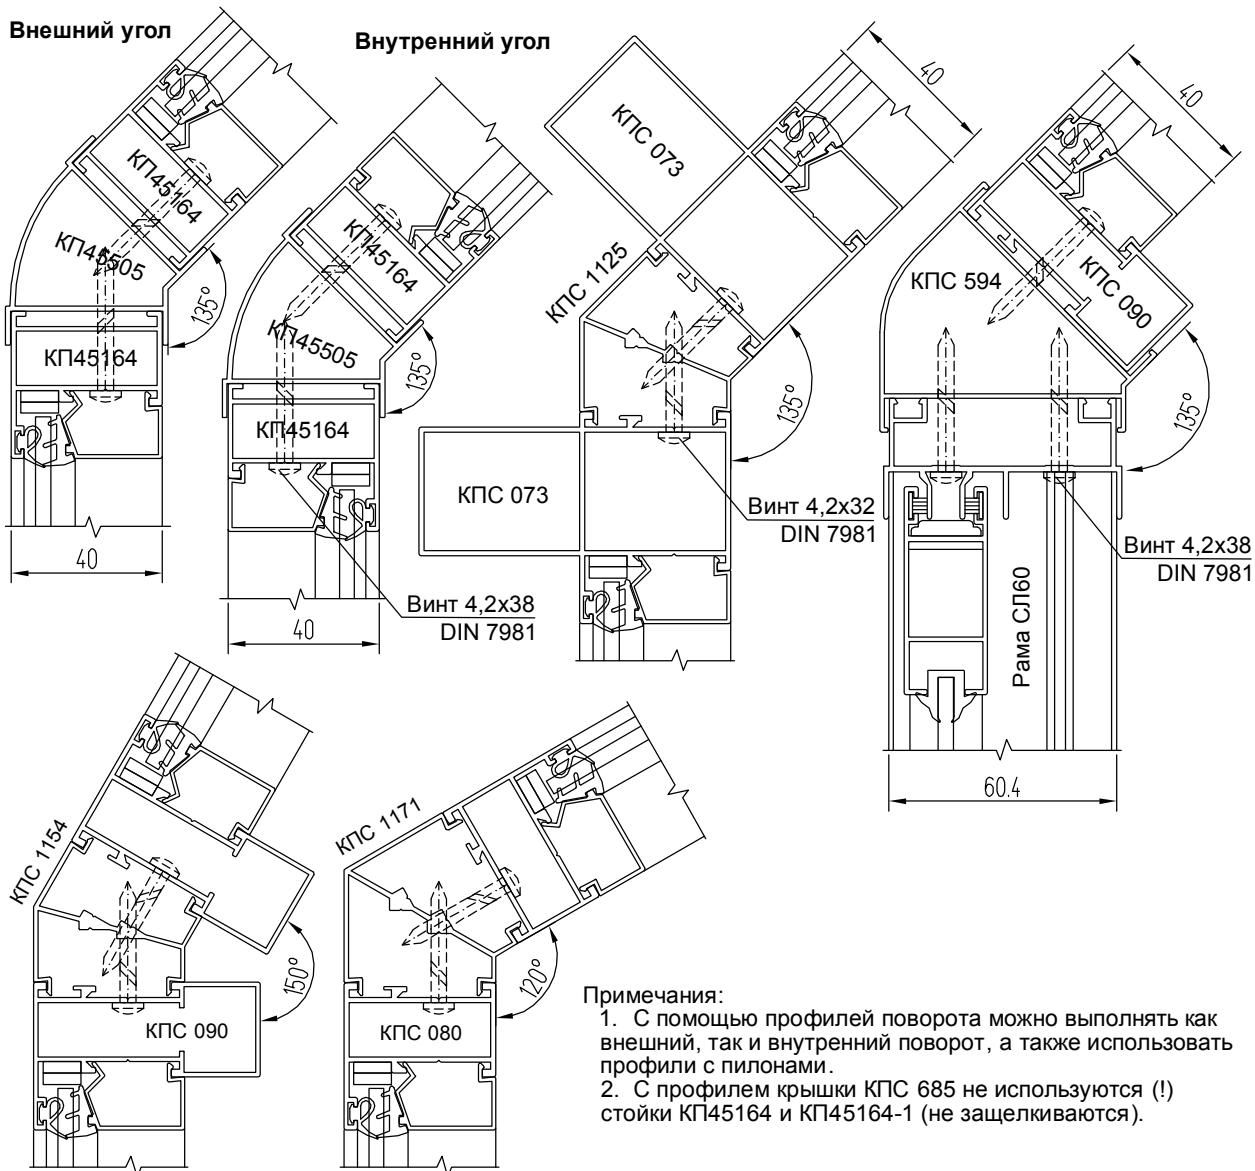 Внешний угол
Внутренний угол
КП45164
КП45505
135°
КП45164
40
КП45164
КП45505
135°
КП45164
40
Винт 4,2х38
DIN 7981
40
КПС 073
КПС 1125
135°
КПС 073
Винт 4,2х32
DIN 7981
40
КПС 594
КПС 090
135°
Винт 4,2х38
DIN 7981
Рама СЛ60
60.4
КПС 1154
150°
КПС 090
КПС 1171
120°
КПС 080
Примечания:
1. С помощью профилей поворота можно выполнять как
внешний, так и внутренний поворот, а также использовать
профили с пилонами.
2. С профилем крышки КПС 685 не используются (!)
стойки КП45164 и КП45164-1 (не защелкиваются).